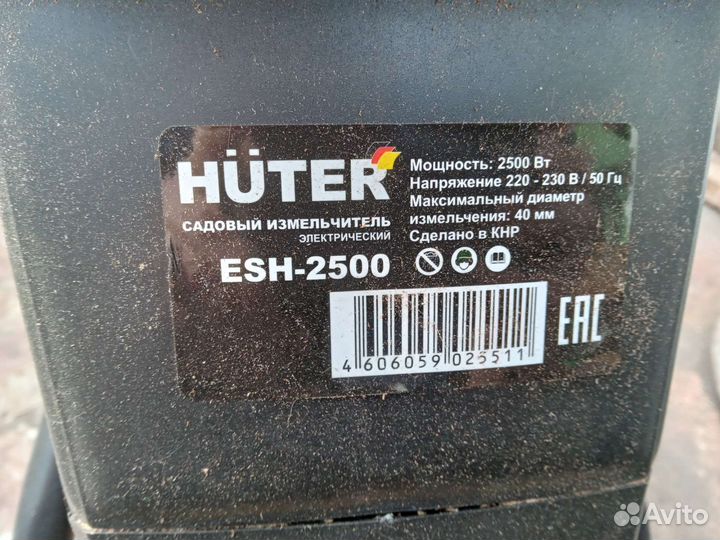 HÜTER
САДОВЫЙ ИЗМЕЛЬЧИТЕЛЬ
ЭЛЕКТРИЧЕСКИЙ
ESH-2500
Мощность: 2500 Вт
Напряжение 220 - 230 В / 50 Гц
Максимальный диаметр
измельчения: 40 мм
Сделано в КНР
4 606059 025511
EAC
Avito